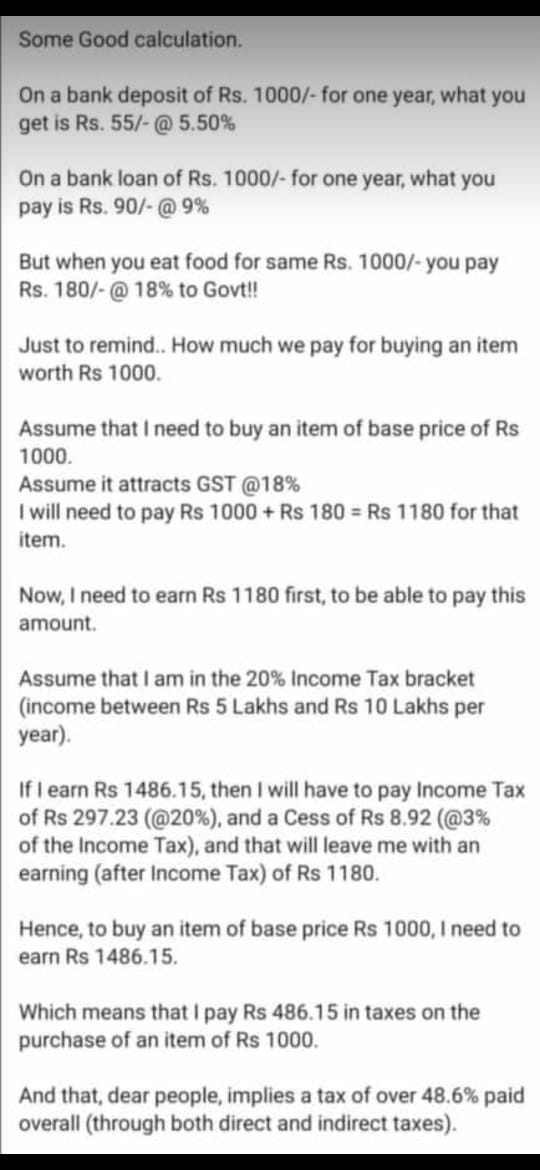 Some Good calculation.
On a bank deposit of Rs. 1000/- for one year, what you
get is Rs. 55/- @ 5.50%
On a bank loan of Rs. 1000/- for one year, what you
pay is Rs. 90/- @ 9%
But when you eat food for same Rs. 1000/- you pay
Rs. 180/- @ 18% to Govt!!
Just to remind.. How much we pay for buying an item
worth Rs 1000.
Assume that I need to buy an item of base price of Rs
1000.
Assume it attracts GST @18%
I will need to pay Rs 1000 + Rs 180 = Rs 1180 for that
item.
Now, I need to earn Rs 1180 first, to be able to pay this
amount.
Assume that I am in the 20% Income Tax bracket
(income between Rs 5 Lakhs and Rs 10 Lakhs per
year).
If I earn Rs 1486.15, then I will have to pay Income Tax
of Rs 297.23 (@20%), and a Cess of Rs 8.92 (@3%
of the Income Tax), and that will leave me with an
earning (after Income Tax) of Rs 1180.
Hence, to buy an item of base price Rs 1000, I need to
earn Rs 1486.15.
Which means that I pay Rs 486.15 in taxes on the
purchase of an item of Rs 1000.
And that, dear people, implies a tax of over 48.6% paid
overall (through both direct and indirect taxes).